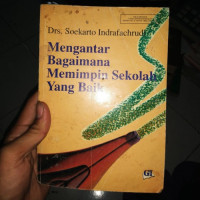 Drs. Soekarto Indrafachrudi
Mengantar
Bagaimana
Memimpin Sekolah
Yang Baik